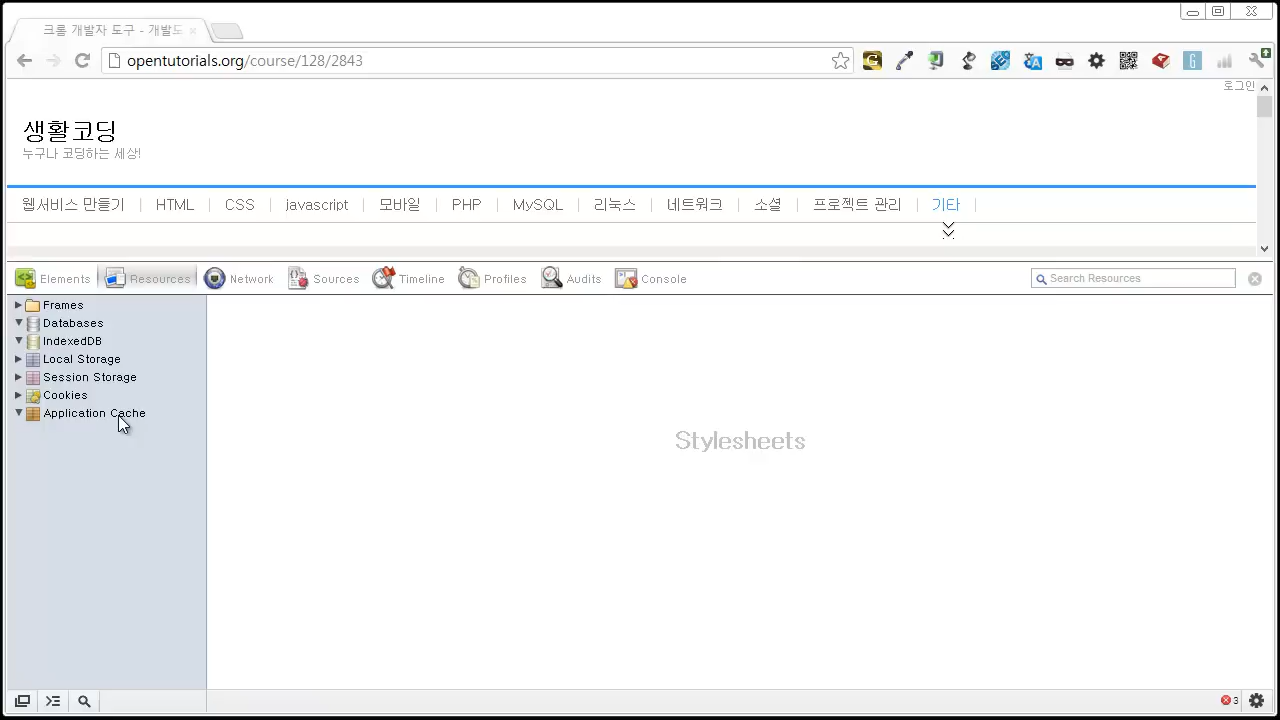 크롬 개발자 도구 - 개발도
opentutorials.org/course/128/2843
로그인
생활코딩
누구나 코딩하는 세상!
웹서비스 만들기 HTML CSS javascript 모바일 PHP MySQL 리눅스 네트워크 소셜 프로젝트 관리 기타
Elements Resources Network Sources Timeline Profiles Audits Console Search Resources
Frames
Databases
IndexedDB
Local Storage
Session Storage
Cookies
Application Cache
Stylesheets
3